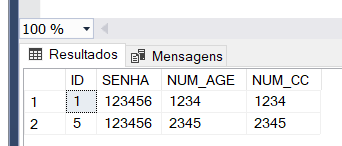 100 %
Resultados Mensagens
ID SENHA NUM_AGE NUM_CC
1 1 123456 1234 1234
2 5 123456 2345 2345